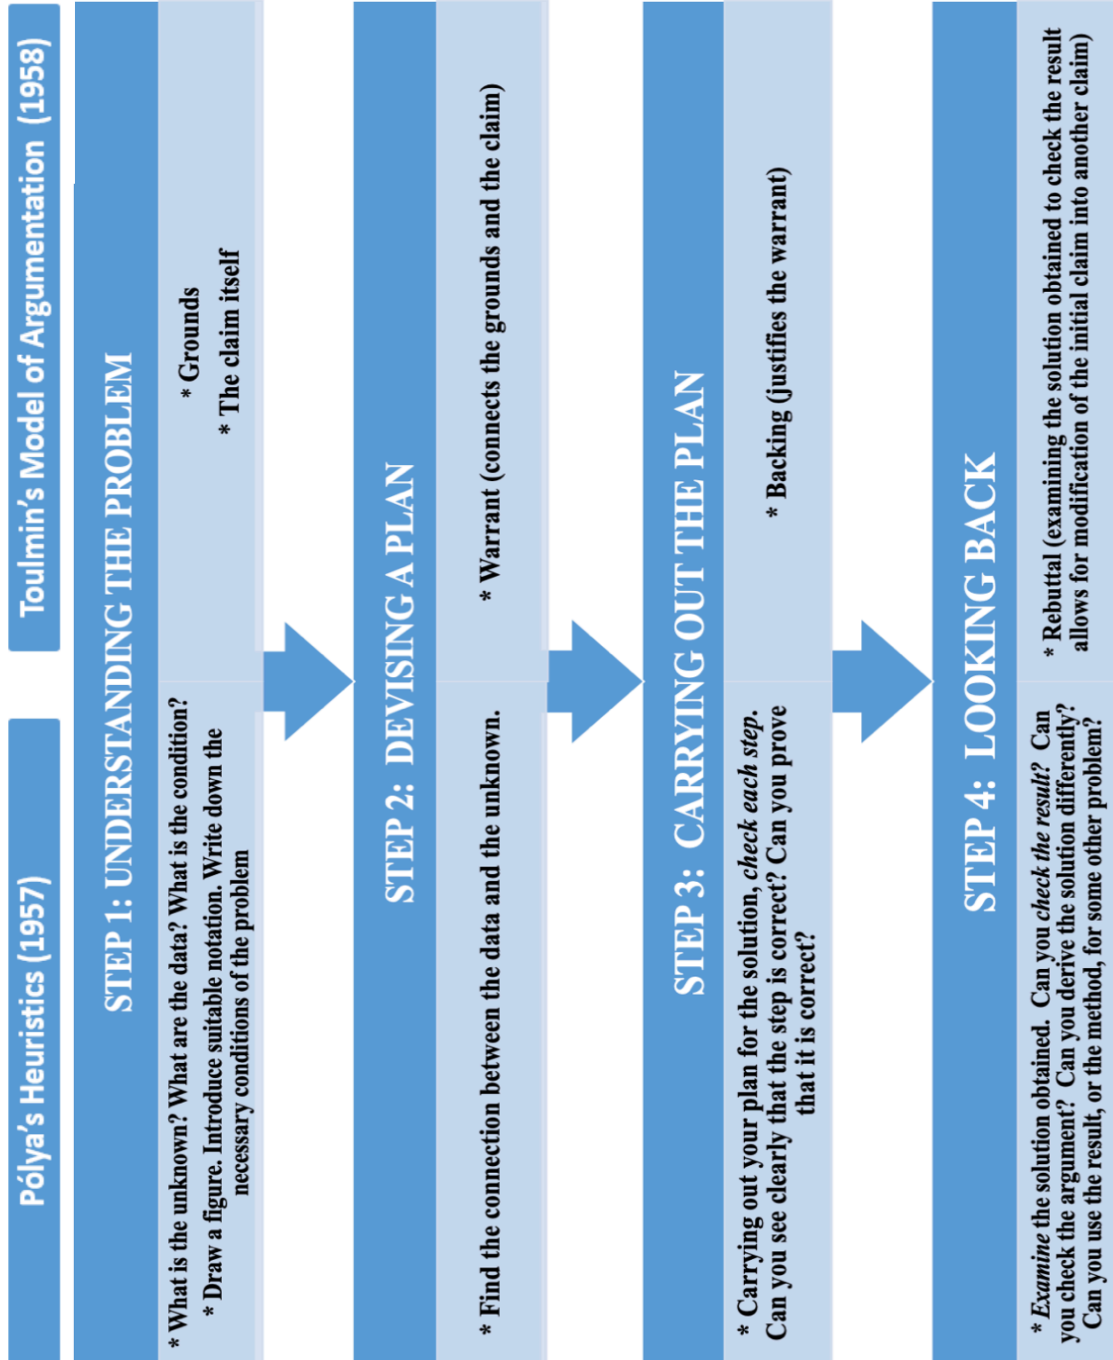 Pólya’s Heuristics (1957)
Toulmin’s Model of Argumentation (1958)
STEP 1: UNDERSTANDING THE PROBLEM
* What is the unknown? What are the data? What is the condition?
* Draw a figure. Introduce suitable notation. Write down the
necessary conditions of the problem
* Grounds
* The claim itself
STEP 2: DEVISING A PLAN
* Find the connection between the data and the unknown.
* Warrant (connects the grounds and the claim)
STEP 3: CARRYING OUT THE PLAN
* Carrying out your plan for the solution, check each step.
Can you see clearly that the step is correct? Can you prove
that it is correct?
* Backing (justifies the warrant)
STEP 4: LOOKING BACK
* Examine the solution obtained. Can you check the result? Can
you check the argument? Can you derive the solution differently?
Can you use the result, or the method, for some other problem?
* Rebuttal (examining the solution obtained to check the result
allows for modification of the initial claim into another claim)